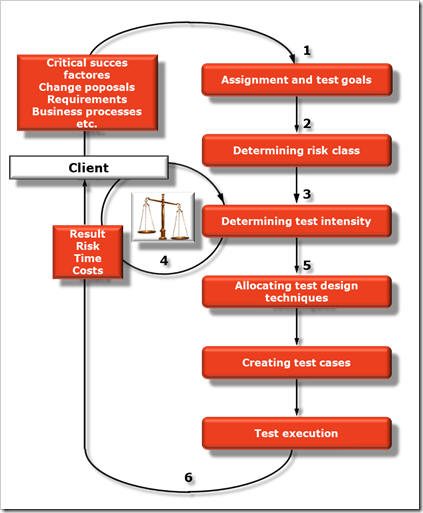 1
Critical succes
factores
Change poposals
Requirements
Business processes
etc.
Assignment and test goals
2
Determining risk class
Client
3
Determining test intensity
Result
Risk
Time
Costs
4
5
Allocating test design
techniques
Creating test cases
Test execution
6